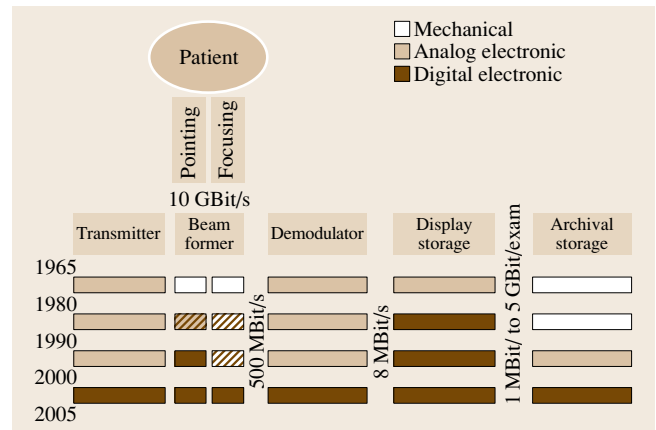 Mechanical
Analog electronic
Digital electronic
Patient
Pointing
Focusing
10 GBit/s
Transmitter
Beam
former
Demodulator
Display
storage
Archival
storage
1965
1980
1990
2000
2005
500 MBit/s
8 MBit/s
1 MBit/ to 5 GBit/exam